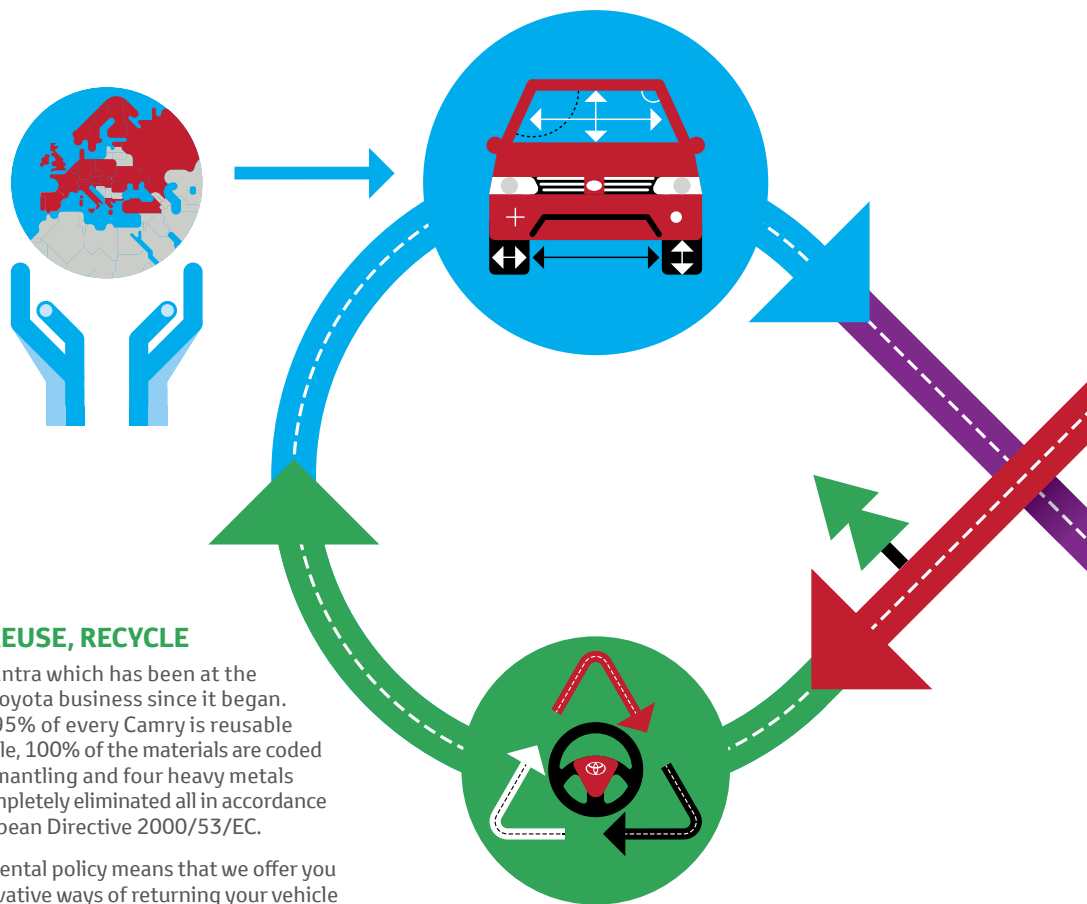 EUSE, RECYCLE
ntra which has been at the
oyota business since it began.
95% of every Camry is reusable
le, 100% of the materials are coded
mantling and four heavy metals
mpletely eliminated all in accordance
pean Directive 2000/53/EC.
ental policy means that we offer you
vative ways of returning your vehicle